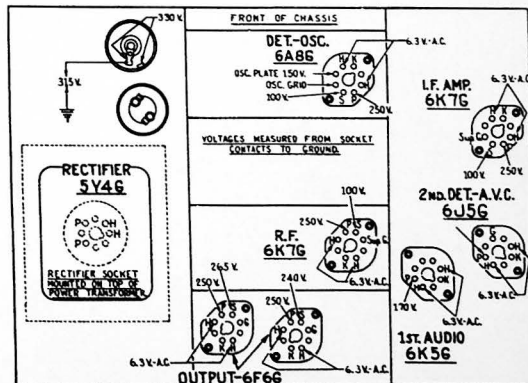 FRONT OF CHASSIS
330 V.
315 V.
DET.-OSC.
6A8G
6.3 V.-A.C.
OSC. PLATE 150 V.
OSC. GRID
100 V.
250 V.
H K
H
S P
I.F. AMP.
6K7G
6.3 V.-A.C.
H K
Sup G
OH
100 V.
250 V.
VOLTAGES MEASURED FROM SOCKET
CONTACTS TO GROUND.
RECTIFIER
5Y4G
RECTIFIER SOCKET
MOUNTED ON TOP OF
POWER TRANSFORMER
R.F.
6K7G
100 V.
250 V.
P S
H
Sup G
K H
6.3 V.-A.C.
2ND. DET.-A.V.C.
6J5G
6.3 V.-A.C.
1ST. AUDIO
6K5G
170 V.
6.3 V.-A.C.
265 V.
250 V.
240 V.
250 V.
P S
H
G
K H
6.3 V.-A.C.
6.3 V.-A.C.
OUTPUT-6F6G